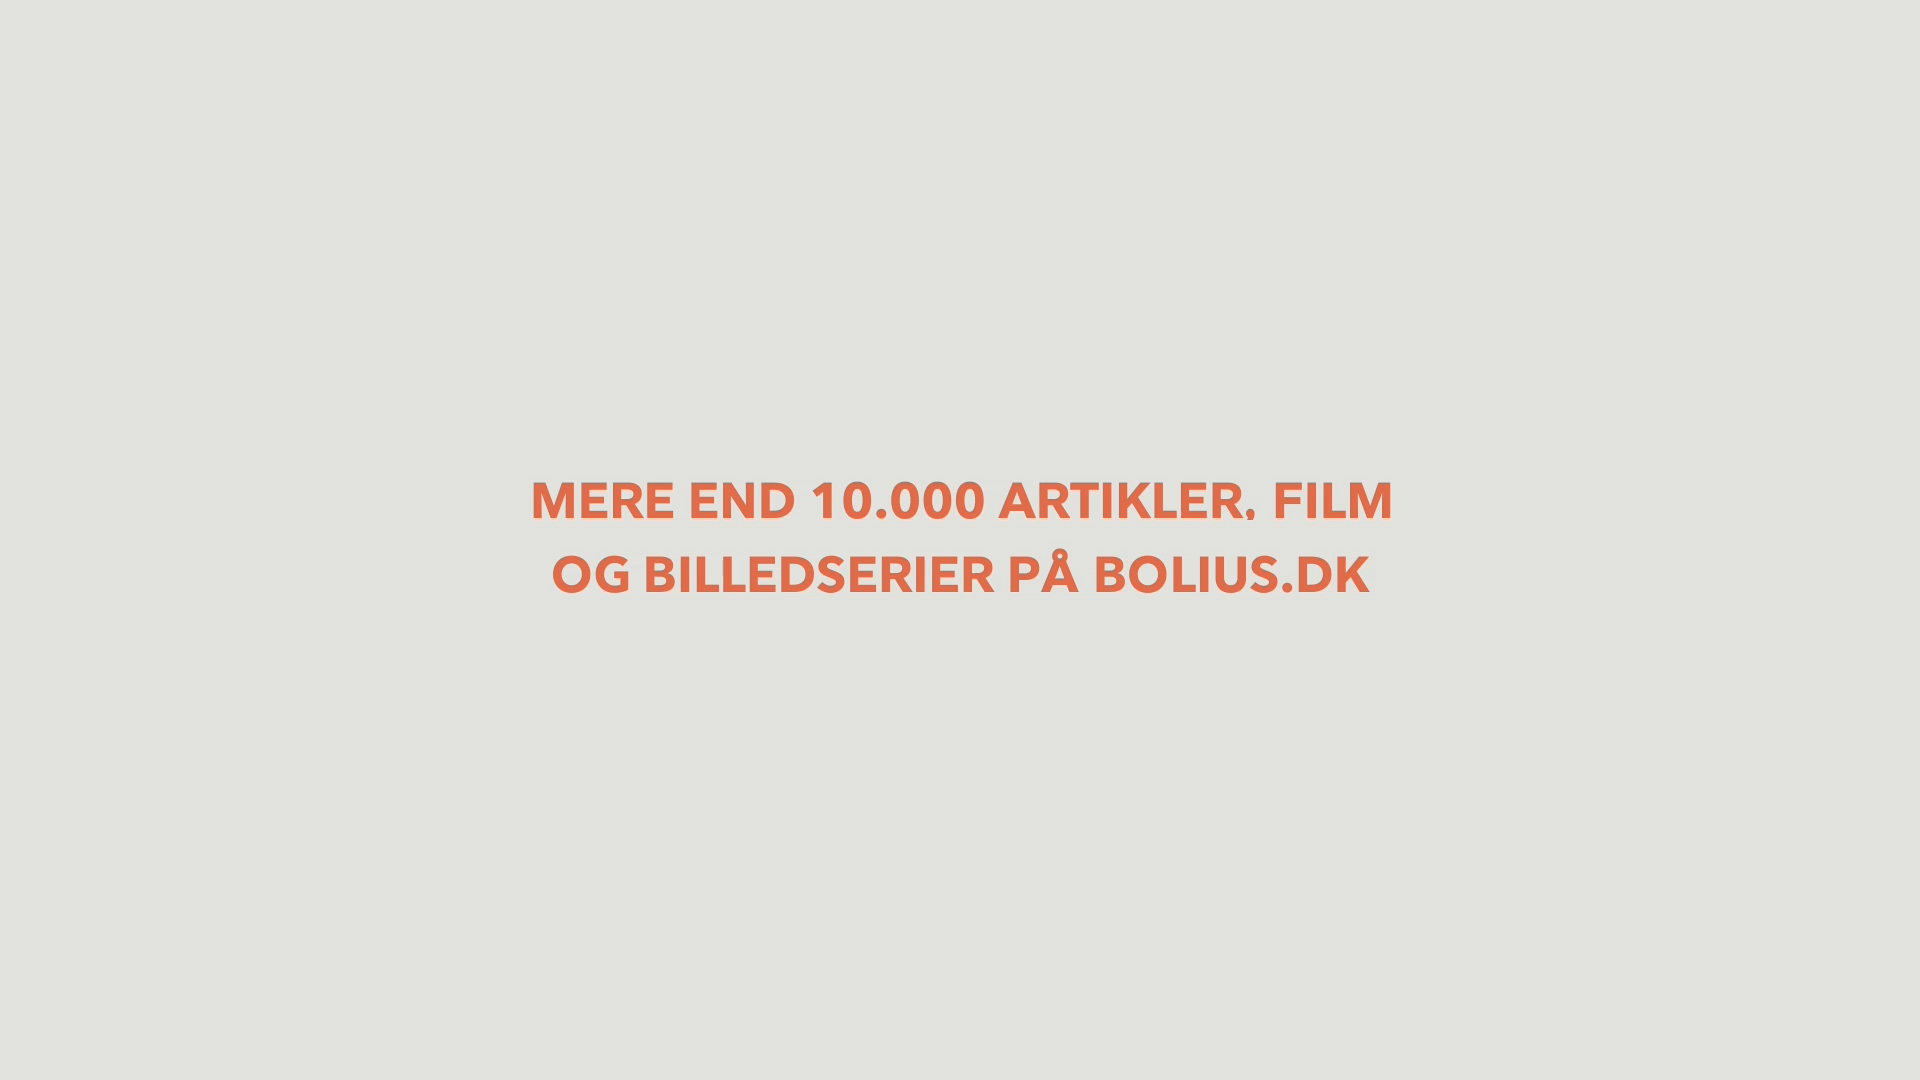 MERE END 10.000 ARTIKLER, FILM
OG BILLEDSERIER PÅ BOLIUS.DK